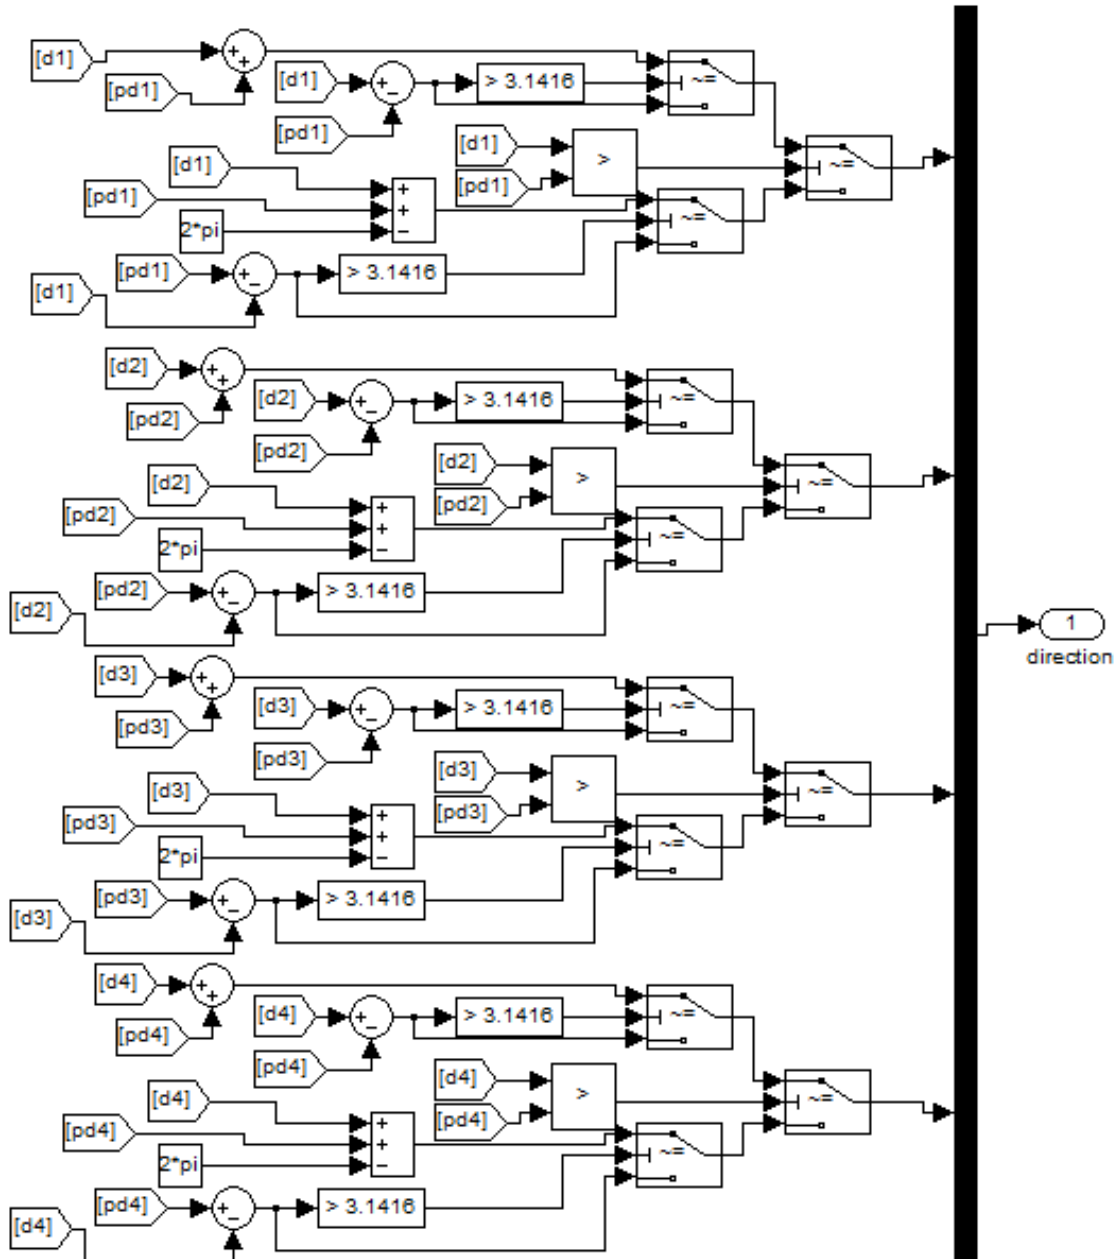 [d1]
[pd1]
[d1]
> 3.1416
~=
[pd1]
[d1]
>
~=
[pd1]
[d1]
[pd1]
2*pi
~=
[pd1]
> 3.1416
[d1]
[d2]
[pd2]
[d2]
> 3.1416
~=
[pd2]
[d2]
>
~=
[pd2]
[d2]
[pd2]
2*pi
~=
[pd2]
> 3.1416
[d2]
1
direction
[d3]
[pd3]
[d3]
> 3.1416
~=
[pd3]
[d3]
>
~=
[pd3]
[d3]
[pd3]
2*pi
~=
[pd3]
> 3.1416
[d3]
[d4]
[pd4]
[d4]
> 3.1416
~=
[pd4]
[d4]
>
~=
[pd4]
[d4]
[pd4]
2*pi
~=
[pd4]
> 3.1416
[d4]